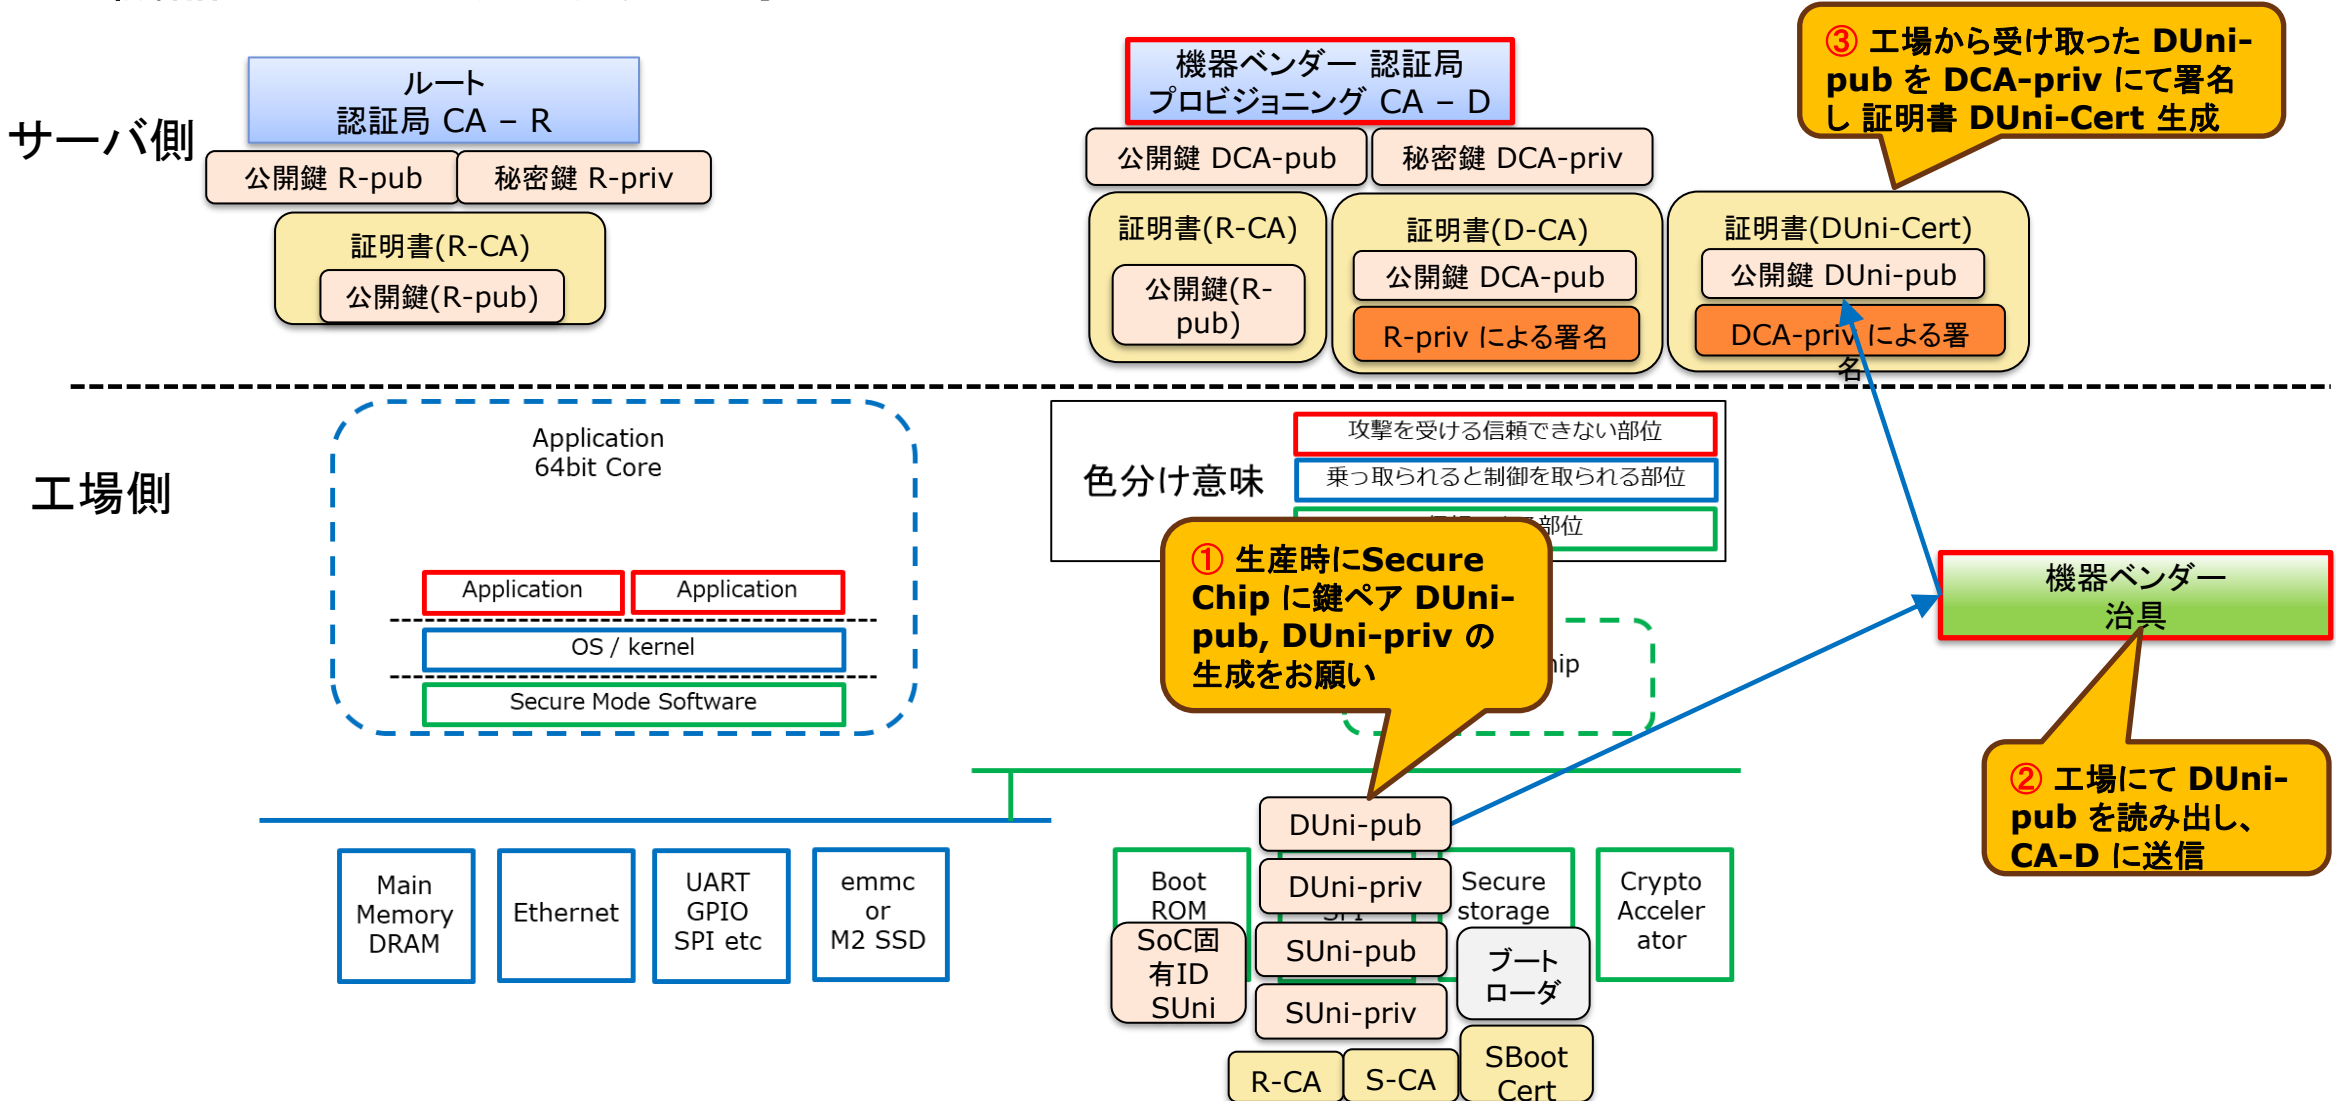 サーバ側
ルート
認証局 CA – R
公開鍵 R-pub
秘密鍵 R-priv
証明書(R-CA)
公開鍵(R-pub)
機器ベンダー 認証局
プロビジョニング CA – D
公開鍵 DCA-pub
秘密鍵 DCA-priv
証明書(R-CA)
公開鍵(R-
pub)
証明書(D-CA)
公開鍵 DCA-pub
R-priv による署名
証明書(DUni-Cert)
公開鍵 DUni-pub
DCA-priv による署
名
③ 工場から受け取った DUni-
pub を DCA-priv にて署名
し 証明書 DUni-Cert 生成
工場側
Application
64bit Core
Application
Application
OS / kernel
Secure Mode Software
色分け意味
攻撃を受ける信頼できない部位
乗っ取られると制御を取られる部位
部位
① 生産時にSecure
Chip に鍵ペア DUni-
pub, DUni-priv の
生成をお願い
機器ベンダー
治具
② 工場にて DUni-
pub を読み出し、
CA-D に送信
Main
Memory
DRAM
Ethernet
UART
GPIO
SPI etc
emmc
or
M2 SSD
Boot
ROM
DUni-pub
DUni-priv
SUni-pub
SUni-priv
Secure
storage
Crypto
Acceler
ator
SoC固
有ID
SUni
ブート
ローダ
R-CA
S-CA
SBoot
Cert